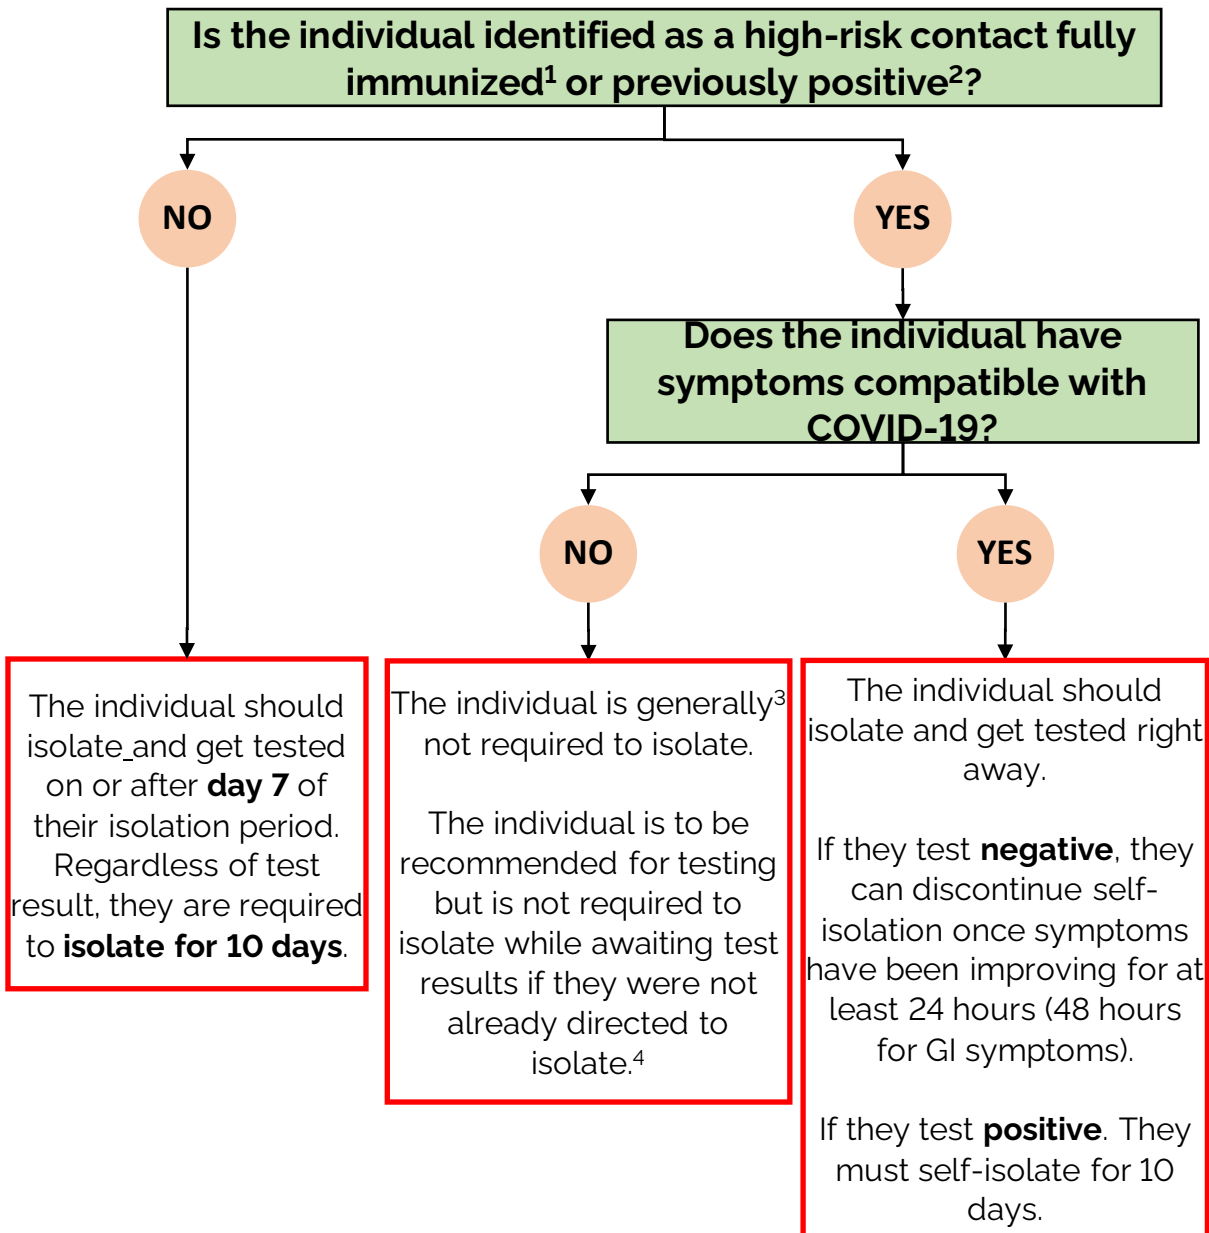 Is the individual identified as a high-risk contact fully
immunized¹ or previously positive²?
NO
YES
Does the individual have
symptoms compatible with
COVID-19?
NO
YES
The individual should
isolate and get tested
on or after day 7 of
their isolation period.
Regardless of test
result, they are required
to isolate for 10 days.
The individual is generally³
not required to isolate.
The individual is to be
recommended for testing
but is not required to
isolate while awaiting test
results if they were not
already directed to
isolate.⁴
The individual should
isolate and get tested right
away.
If they test negative, they
can discontinue self-
isolation once symptoms
have been improving for at
least 24 hours (48 hours
for GI symptoms).
If they test positive. They
must self-isolate for 10
days.